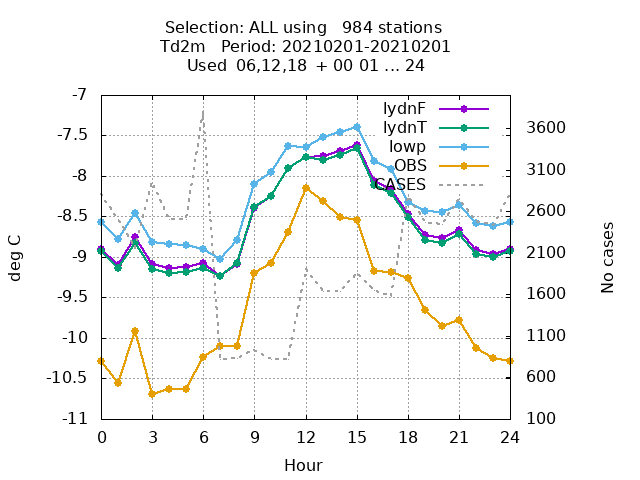 Selection: ALL using 984 stations
Td2m Period: 20210201-20210201
Used 06,12,18 + 00 01 ... 24
lydnF
lydnT
lowp
OBS
CASES
-7
-7.5
-8
-8.5
-9
-9.5
-10
-10.5
-11
deg C
3600
3100
2600
2100
1600
1100
600
100
No cases
0 3 6 9 12 15 18 21 24
Hour